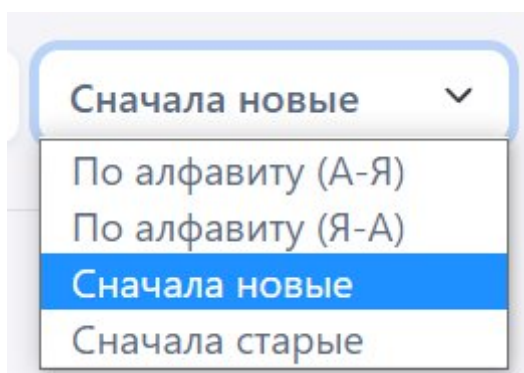 Сначала новые
По алфавиту (А-Я)
По алфавиту (Я-А)
Сначала новые
Сначала старые